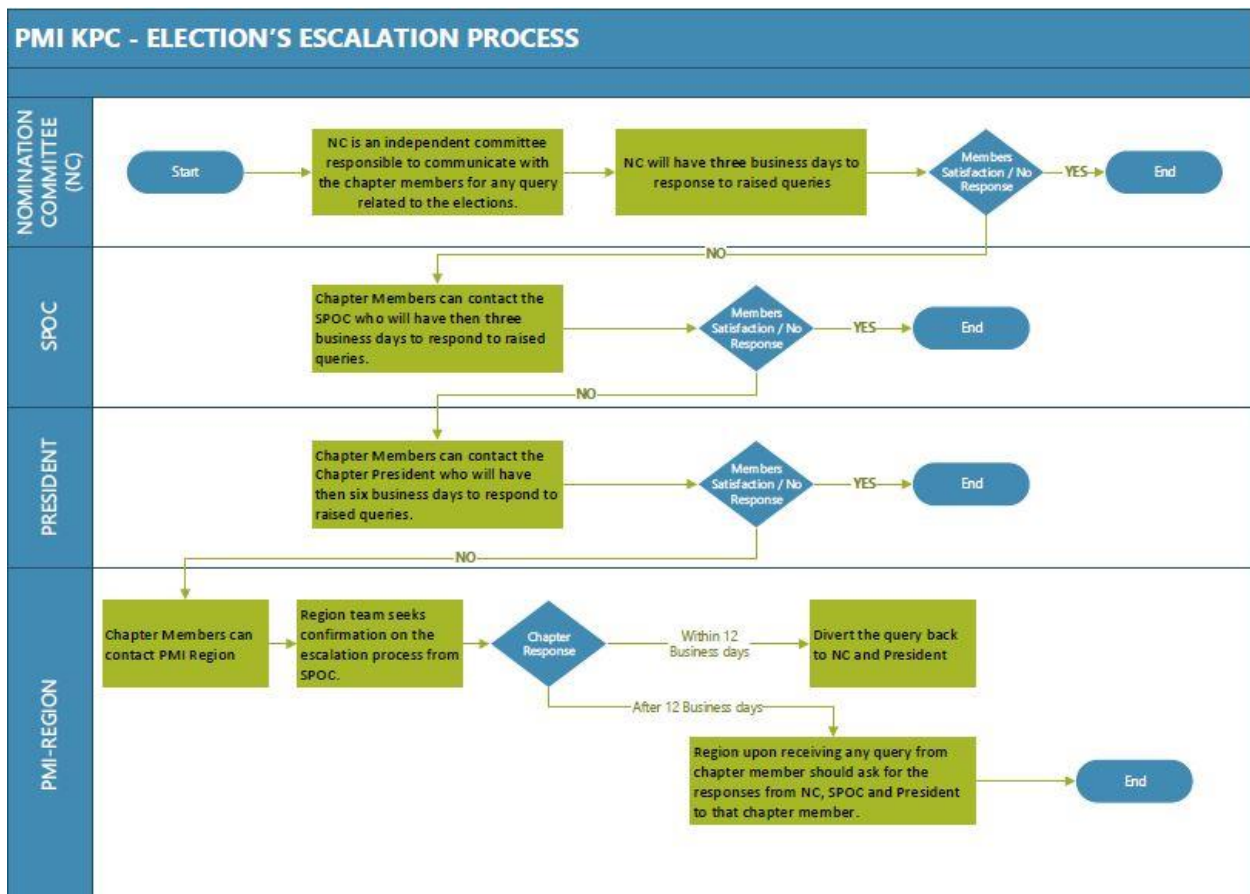 PMI KPC - ELECTION'S ESCALATION PROCESS
NOMINATION
COMMITTEE
(NC)
Start
NC is an independent committee
responsible to communicate with
the chapter members for any query
related to the elections.
NC will have three business days to
response to raised queries
Members
Satisfaction / No
Response
YES
End
NO
SPOC
Chapter Members can contact the
SPOC who will have then three
business days to respond to raised
queries.
Members
Satisfaction / No
Response
YES
End
NO
PRESIDENT
Chapter Members can contact the
Chapter President who will have
then six business days to respond to
raised queries.
Members
Satisfaction / No
Response
YES
End
NO
PMI-REGION
Chapter Members can
contact PMI Region
Region team seeks
confirmation on the
escalation process from
SPOC.
Chapter
Response
Within 12
Business days
Divert the query back
to NC and President
After 12 Business days
Region upon receiving any query from
chapter member should ask for the
responses from NC, SPOC and President
to that chapter member.
End